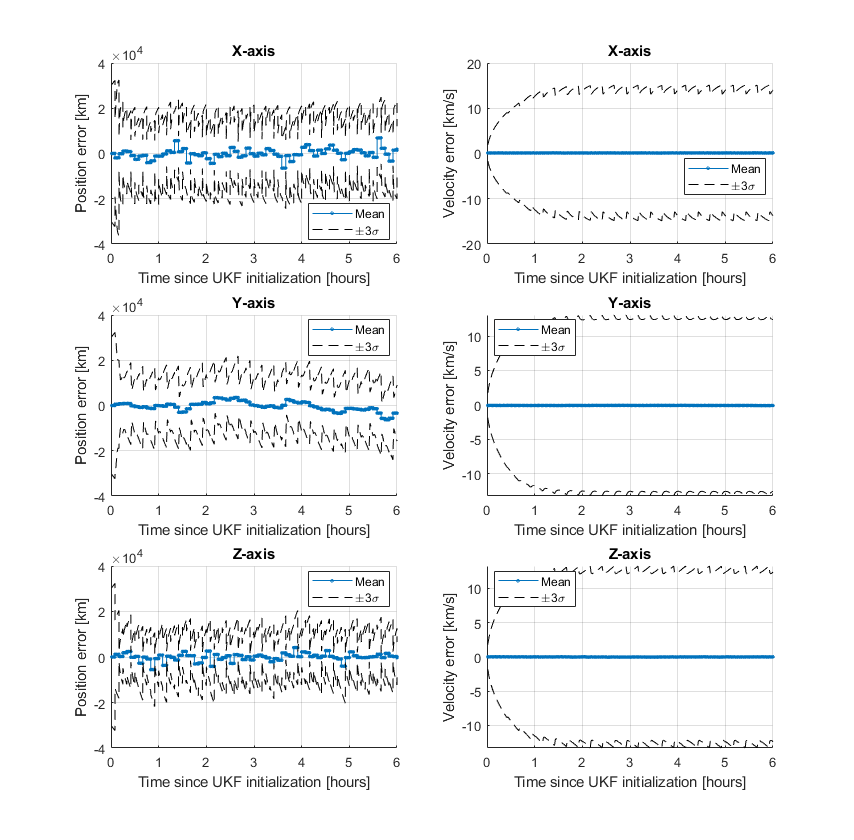 X-axis
×10⁴
4
2
0
-2
-4
Position error [km]
Mean
±3σ
0 1 2 3 4 5 6
Time since UKF initialization [hours]
X-axis
20
10
0
-10
-20
Velocity error [km/s]
Mean
±3σ
0 1 2 3 4 5 6
Time since UKF initialization [hours]
Y-axis
×10⁴
4
2
0
-2
-4
Position error [km]
Mean
±3σ
0 1 2 3 4 5 6
Time since UKF initialization [hours]
Y-axis
10
5
0
-5
-10
Velocity error [km/s]
Mean
±3σ
0 1 2 3 4 5 6
Time since UKF initialization [hours]
Z-axis
×10⁴
4
2
0
-2
-4
Position error [km]
Mean
±3σ
0 1 2 3 4 5 6
Time since UKF initialization [hours]
Z-axis
10
5
0
-5
-10
Velocity error [km/s]
Mean
±3σ
0 1 2 3 4 5 6
Time since UKF initialization [hours]